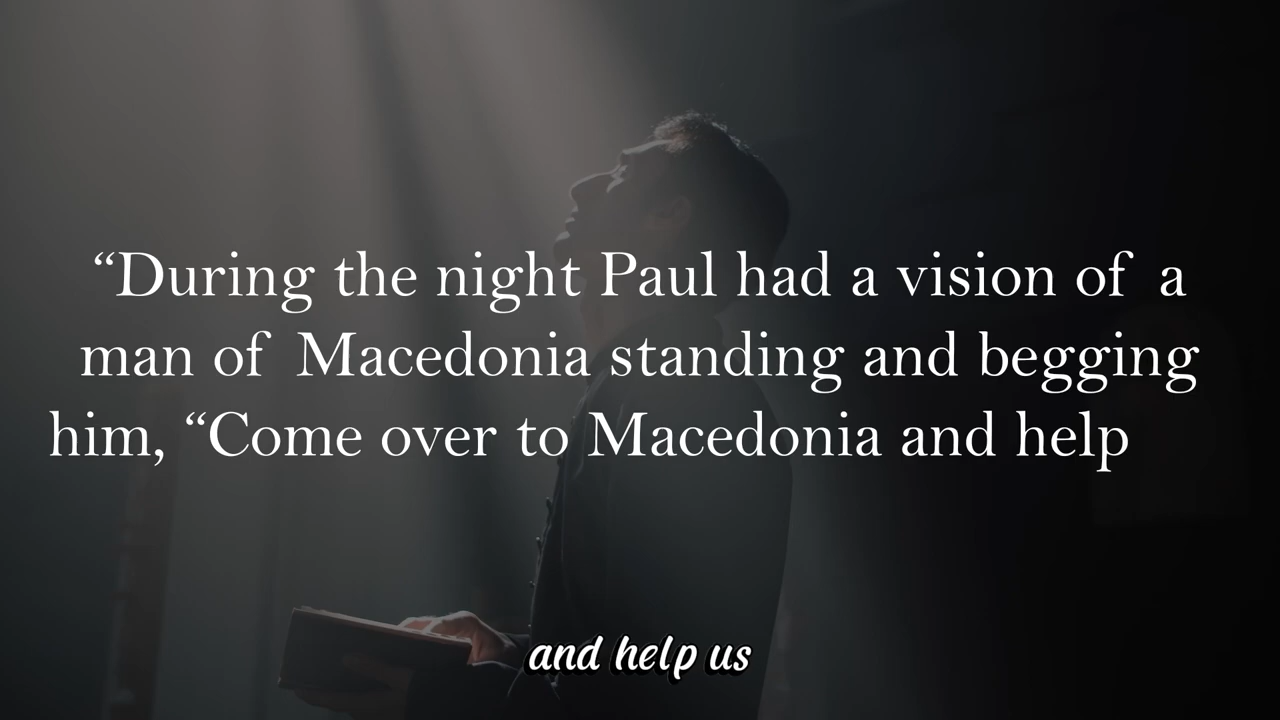 “During the night Paul had a vision of a
man of Macedonia standing and begging
him, “Come over to Macedonia and help
and help us